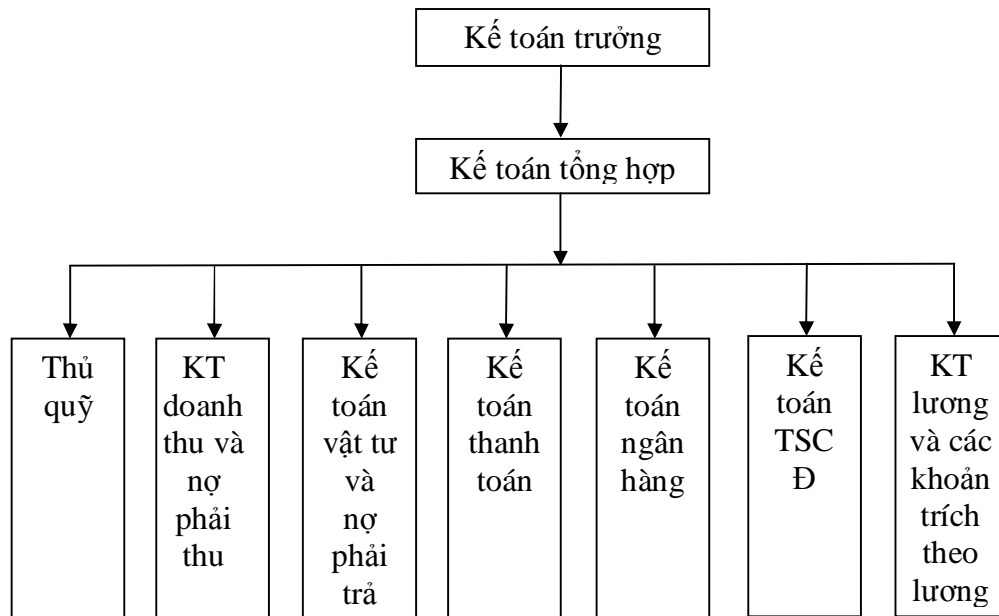 Kế toán trưởng
Kế toán tổng hợp
Thủ
quỹ
KT
doanh
thu và
nợ
phải
thu
Kế
toán
vật tư
và
nợ
phải
trả
Kế
toán
thanh
toán
Kế
toán
ngân
hàng
Kế
toán
TSC
Đ
KT
lương
và các
khoản
trích
theo
lương